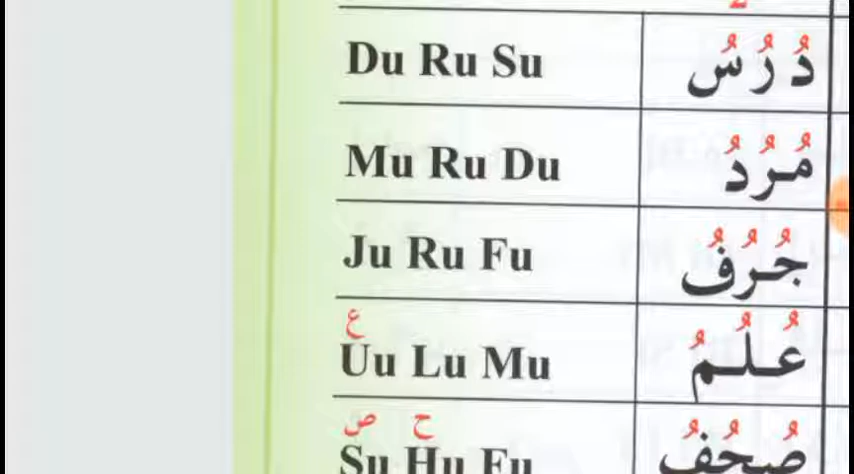 Du Ru Su دُ رُ سُ
Mu Ru Du مُرُدُ
Ju Ru Fu جُرُفُ
ع
Uu Lu Mu عُلُمُ
ص ح
Su Hu Fu صُحُفُ